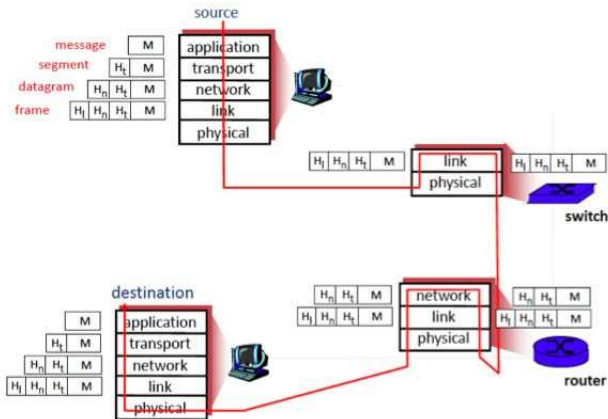 source
message M application
segment Ht M transport
datagram Hn Ht M network
frame Hl Hn Ht M link
physical
Hl Hn Ht M link Hl Hn Ht M
physical
switch
destination
Hn Ht M network Hn Ht M
M application Hl Hn Ht M link Hl Hn Ht M
Ht M transport physical
Hn Ht M network
router
Hl Hn Ht M link
physical